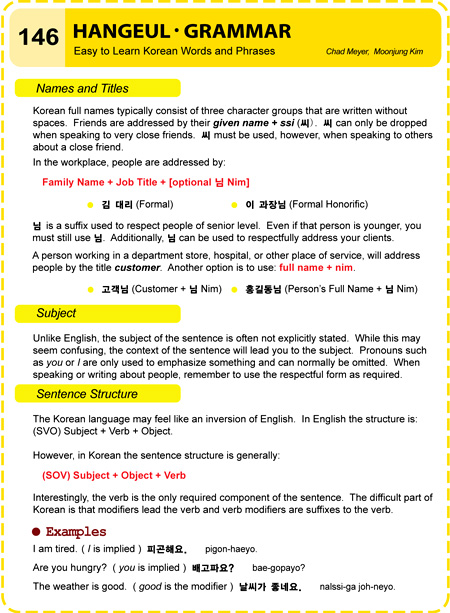 146
HANGEUL · GRAMMAR
Easy to Learn Korean Words and Phrases
Chad Meyer, Moonjung Kim
Names and Titles
Korean full names typically consist of three character groups that are written without
spaces. Friends are addressed by their given name + ssi (씨). 씨 can only be dropped
when speaking to very close friends. 씨 must be used, however, when speaking to others
about a close friend.
In the workplace, people are addressed by:
Family Name + Job Title + [optional 님 Nim]
김 대리 (Formal)
이 과장님 (Formal Honorific)
님 is a suffix used to respect people of senior level. Even if that person is younger, you
must still use 님. Additionally, 님 can be used to respectfully address your clients.
A person working in a department store, hospital, or other place of service, will address
people by the title customer. Another option is to use: full name + nim.
고객님 (Customer + 님 Nim)
홍길동님 (Person's Full Name + 님 Nim)
Subject
Unlike English, the subject of the sentence is often not explicitly stated. While this may
seem confusing, the context of the sentence will lead you to the subject. Pronouns such
as you or I are only used to emphasize something and can normally be omitted. When
speaking or writing about people, remember to use the respectful form as required.
Sentence Structure
The Korean language may feel like an inversion of English. In English the structure is:
(SVO) Subject + Verb + Object.
However, in Korean the sentence structure is generally:
(SOV) Subject + Object + Verb
Interestingly, the verb is the only required component of the sentence. The difficult part of
Korean is that modifiers lead the verb and verb modifiers are suffixes to the verb.
Examples
I am tired. ( I is implied ) 피곤해요. pigon-haeyo.
Are you hungry? ( you is implied ) 배고파요? bae-gopayo?
The weather is good. ( good is the modifier ) 날씨가 좋네요. nalssi-ga joh-neyo.